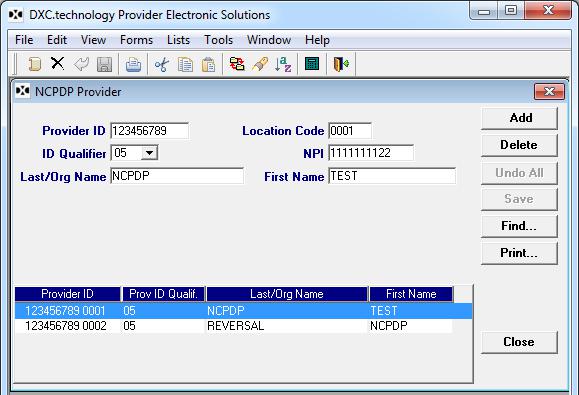 DXC.technology Provider Electronic Solutions
File Edit View Forms Lists Tools Window Help
NCPDP Provider
Provider ID 123456789 Location Code 0001 Add
ID Qualifier 05 NPI 1111111122 Delete
Last/Org Name NCPDP First Name TEST Undo All
Save
Find...
Print...
Provider ID Prov ID Qualif. Last/Org Name First Name
123456789 0001 05 NCPDP TEST
123456789 0002 05 REVERSAL NCPDP
Close